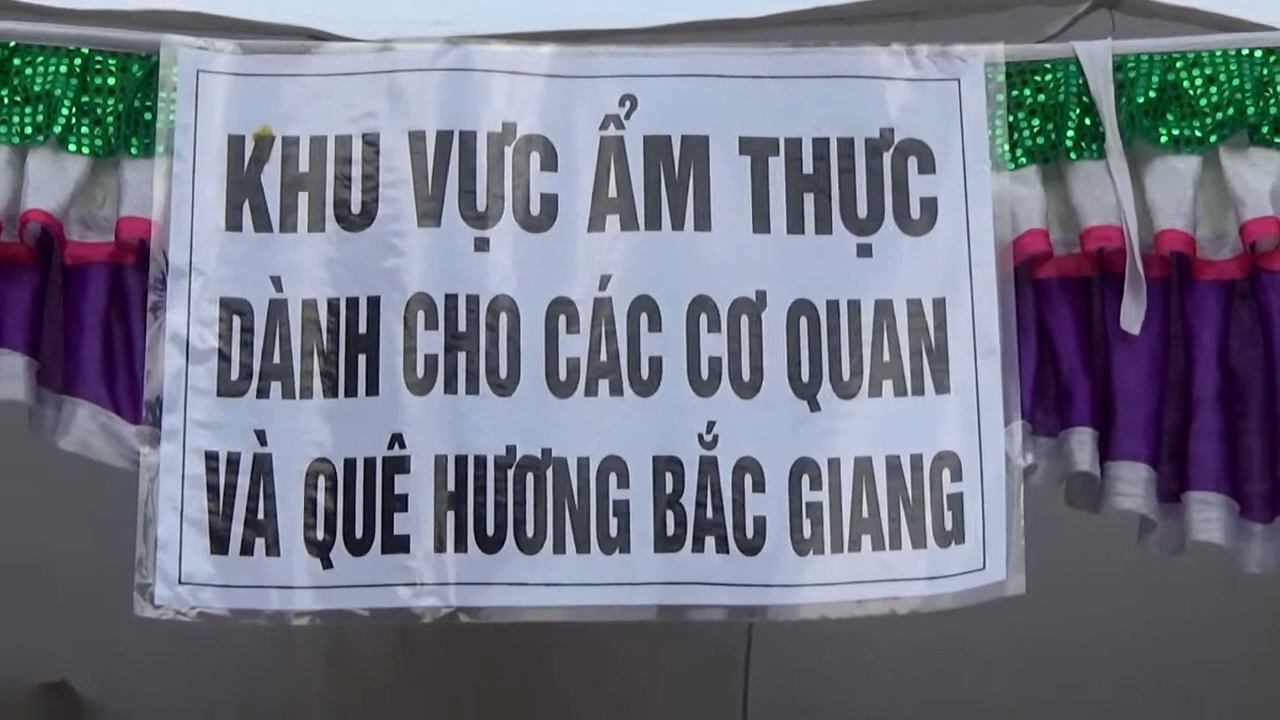 KHU VỰC ẨM THỰC
DÀNH CHO CÁC CƠ QUAN
VÀ QUÊ HƯƠNG BẮC GIANG